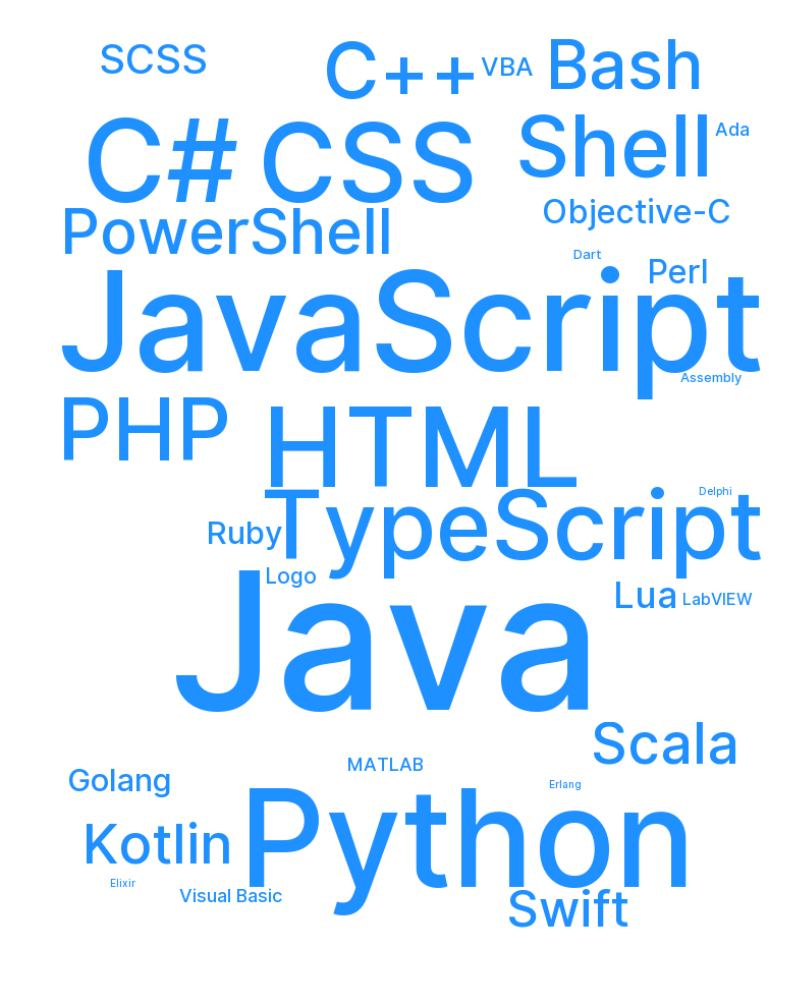 SCSS
C++
VBA
Bash
C#
CSS
Shell
Ada
PowerShell
Objective-C
Dart
Perl
JavaScript
Assembly
PHP
HTML
TypeScript
Delphi
Ruby
Logo
Java
Lua
LabVIEW
Scala
MATLAB
Golang
Erlang
Python
Kotlin
Elixir
Visual Basic
Swift